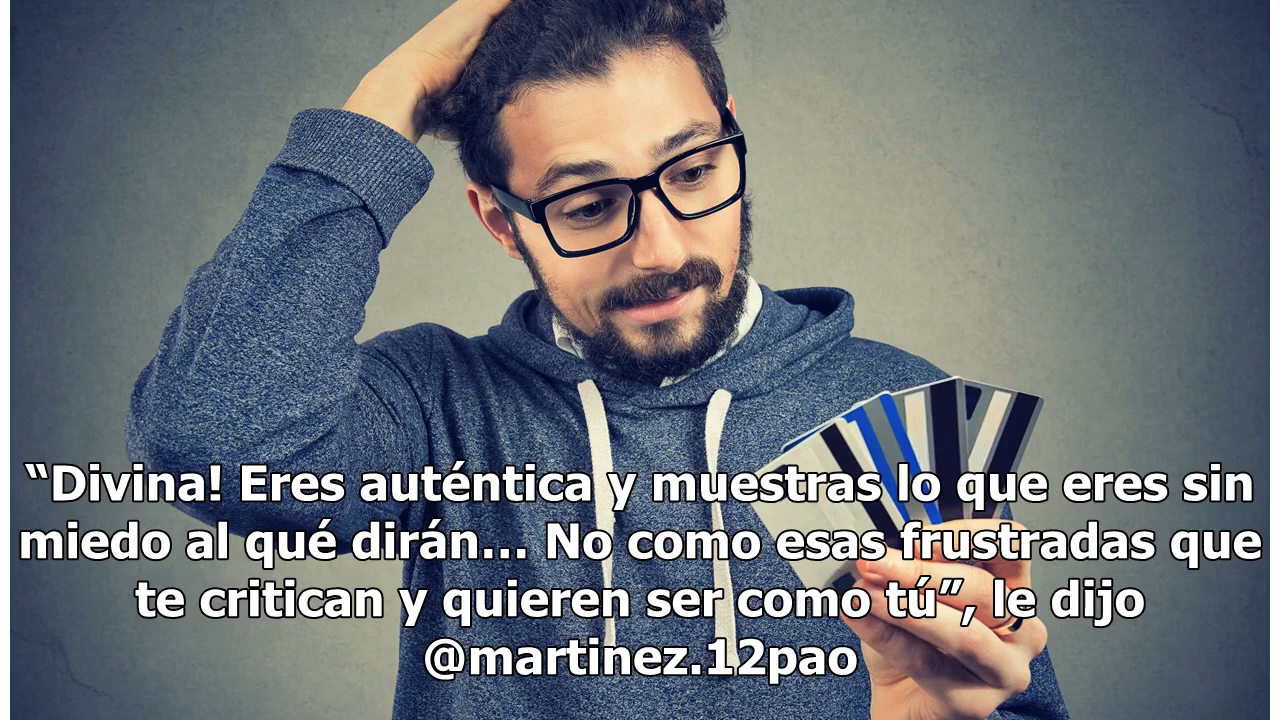 “Divina! Eres auténtica y muestras lo que eres sin
miedo al qué dirán... No como esas frustradas que
te critican y quieren ser como tú”, le dijo
@martinez.12pao